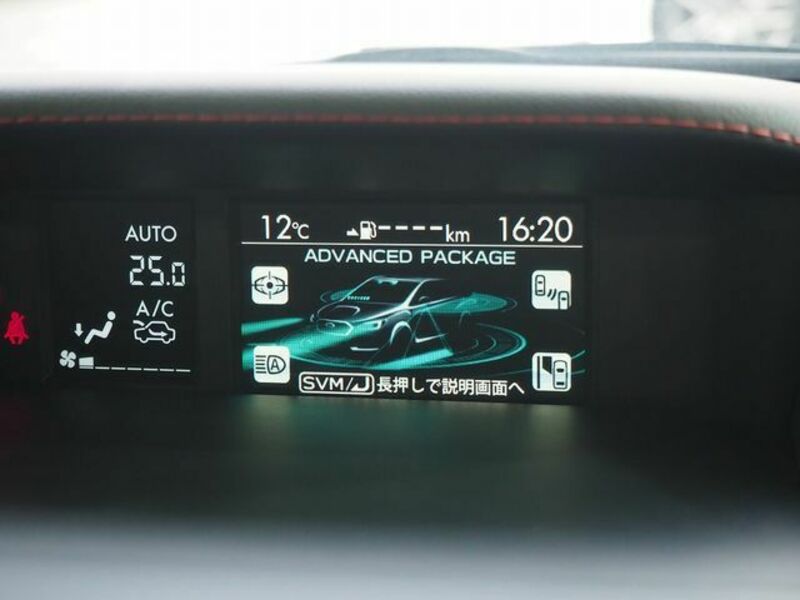 AUTO
25.0
A/C
12℃
----km
16:20
ADVANCED PACKAGE
A
SVM/ 長押しで説明画面へ